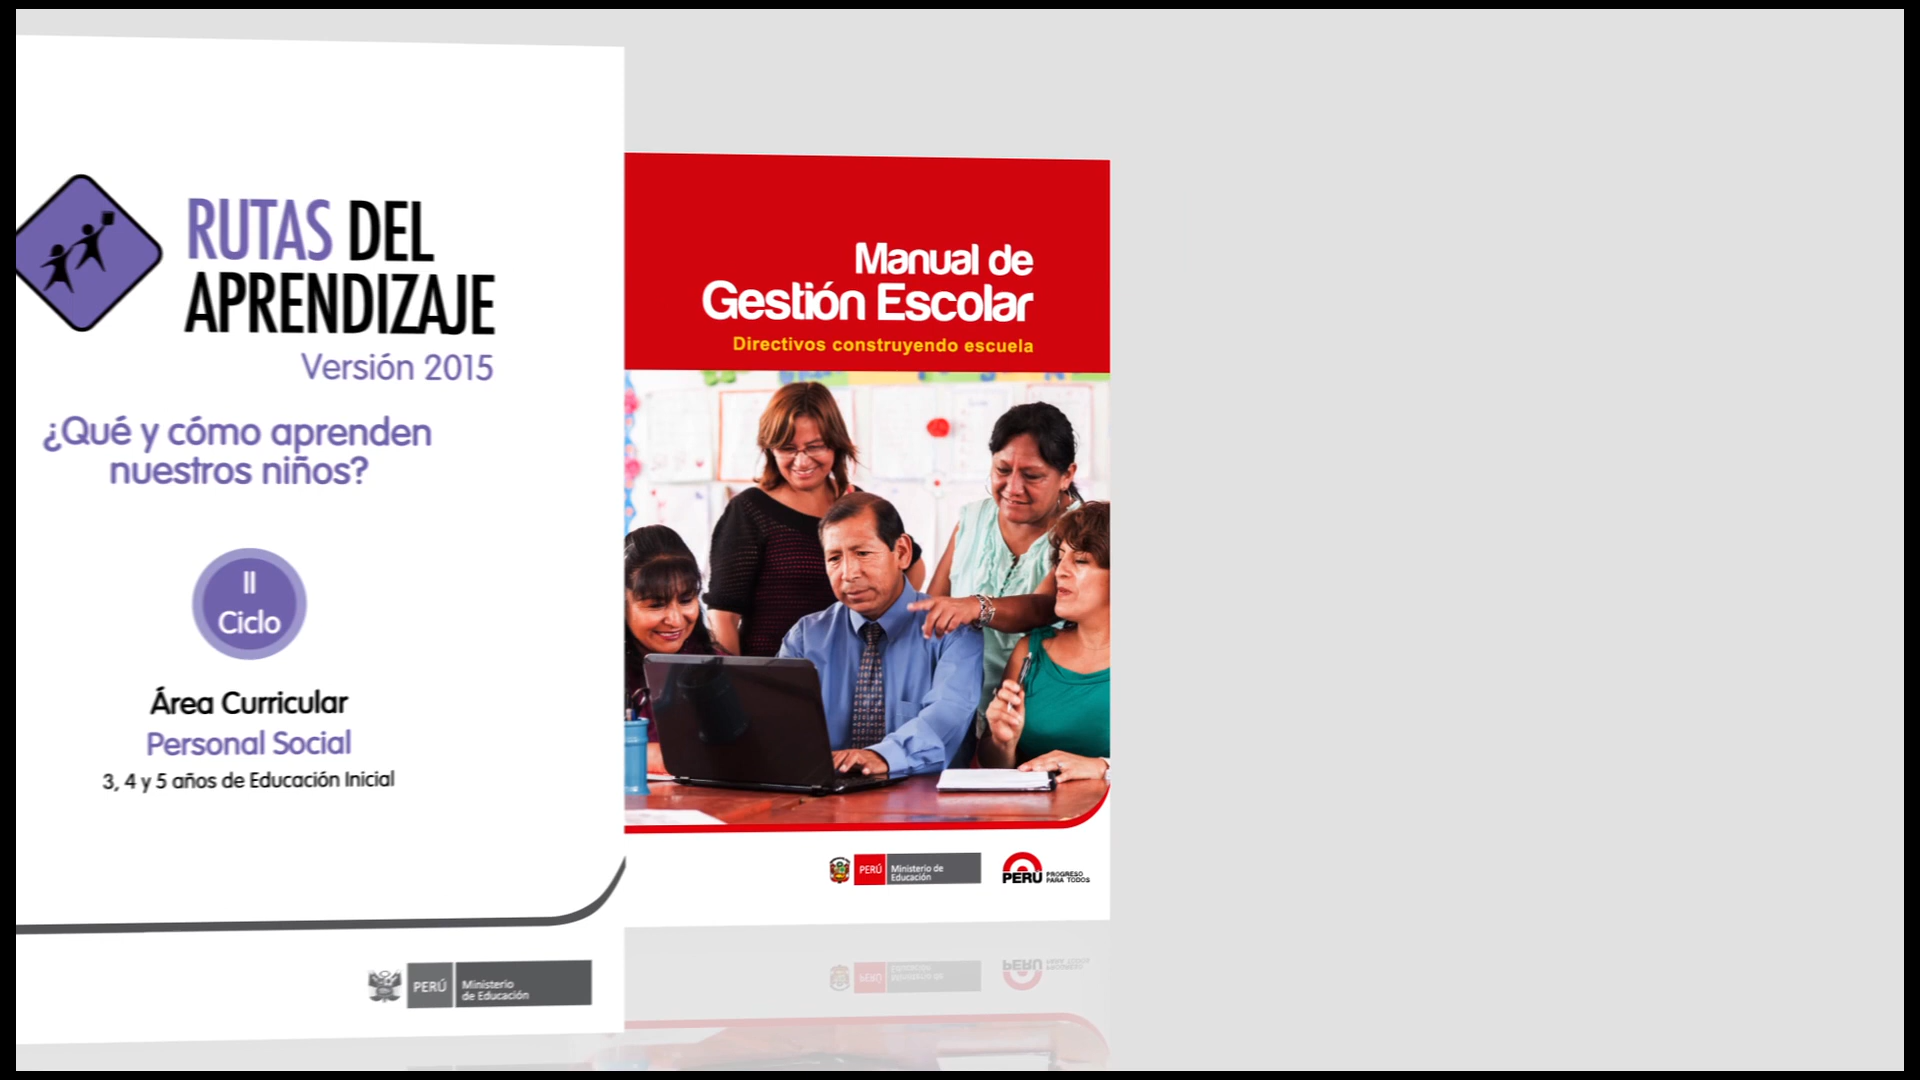 RUTAS DEL
APRENDIZAJE
Versión 2015
¿Qué y cómo aprenden
nuestros niños?
II
Ciclo
Área Curricular
Personal Social
3, 4 y 5 años de Educación Inicial
PERÚ
Ministerio
de Educación
Manual de
Gestión Escolar
Directivos construyendo escuela
PERÚ
Ministerio de
Educación
PERÚ
PROGRESO
PARA TODOS